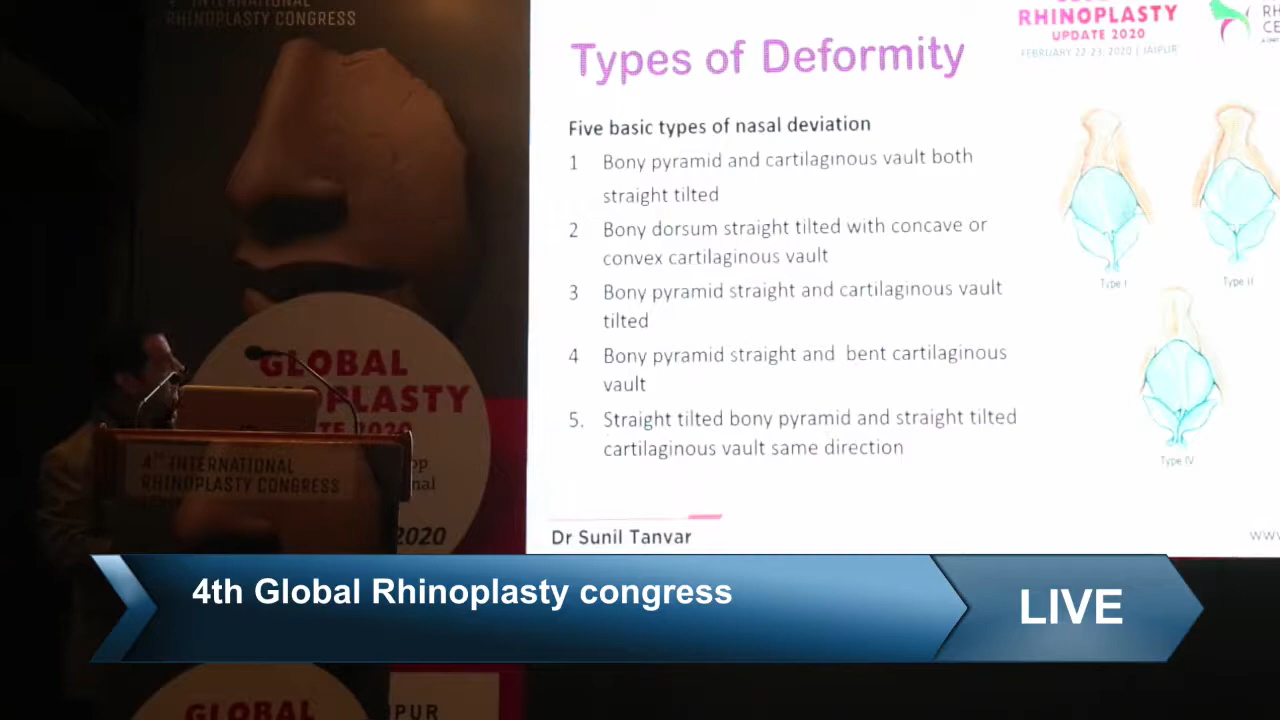 INTERNATIONAL
RHINOPLASTY CONGRESS
RHINOPLASTY
UPDATE 2020
FEBRUARY 22-23, 2020 | JAIPUR
Types of Deformity
Five basic types of nasal deviation
1 Bony pyramid and cartilaginous vault both
straight tilted
2 Bony dorsum straight tilted with concave or
convex cartilaginous vault
3 Bony pyramid straight and cartilaginous vault
tilted
4 Bony pyramid straight and bent cartilaginous
vault
5. Straight tilted bony pyramid and straight tilted
cartilaginous vault same direction
Type I
Type II
Type IV
GLOBAL
2020
4TH INTERNATIONAL
RHINOPLASTY CONGRESS
2020
Dr Sunil Tanvar
4th Global Rhinoplasty congress
LIVE
GLOBAL